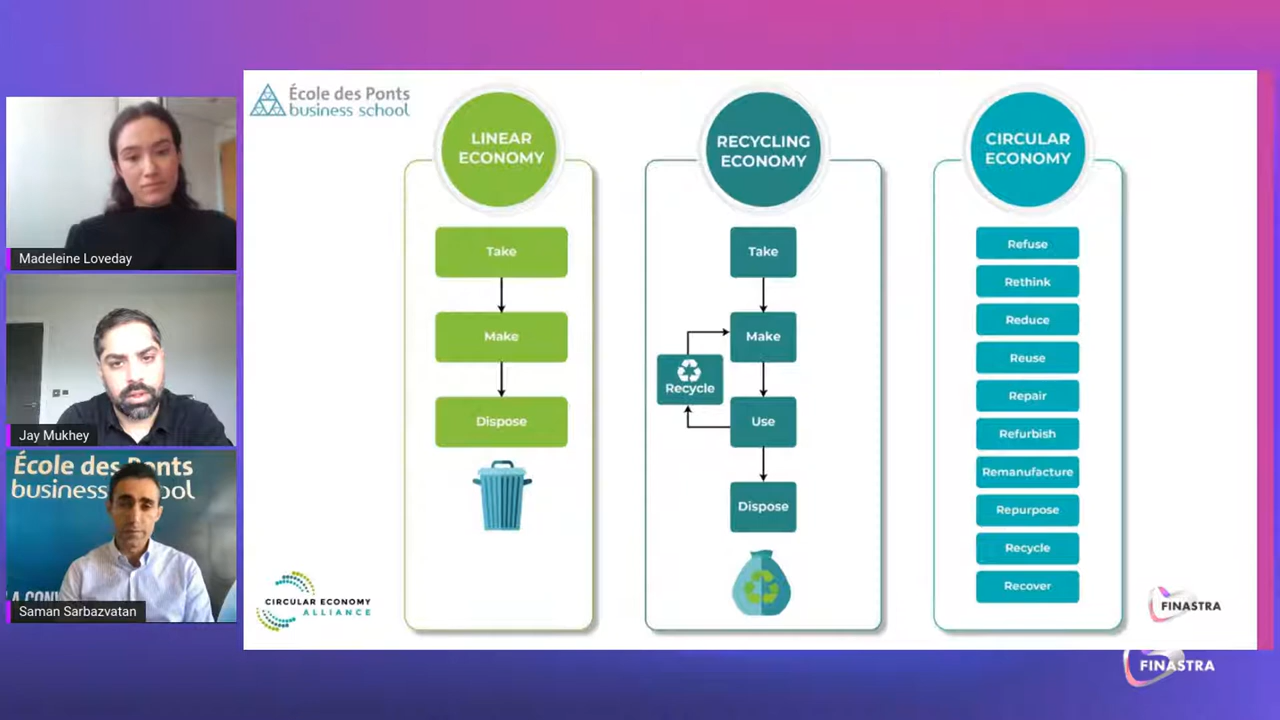 Madeleine Loveday
Jay Mukhey
École des Ponts
business school
Saman Sarbazvatan
École des Ponts
business school
LINEAR
ECONOMY
Take
Make
Dispose
RECYCLING
ECONOMY
Take
Make
Recycle
Use
Dispose
CIRCULAR
ECONOMY
Refuse
Rethink
Reduce
Reuse
Repair
Refurbish
Remanufacture
Repurpose
Recycle
Recover
CIRCULAR ECONOMY
ALLIANCE
FINASTRA
FINASTRA